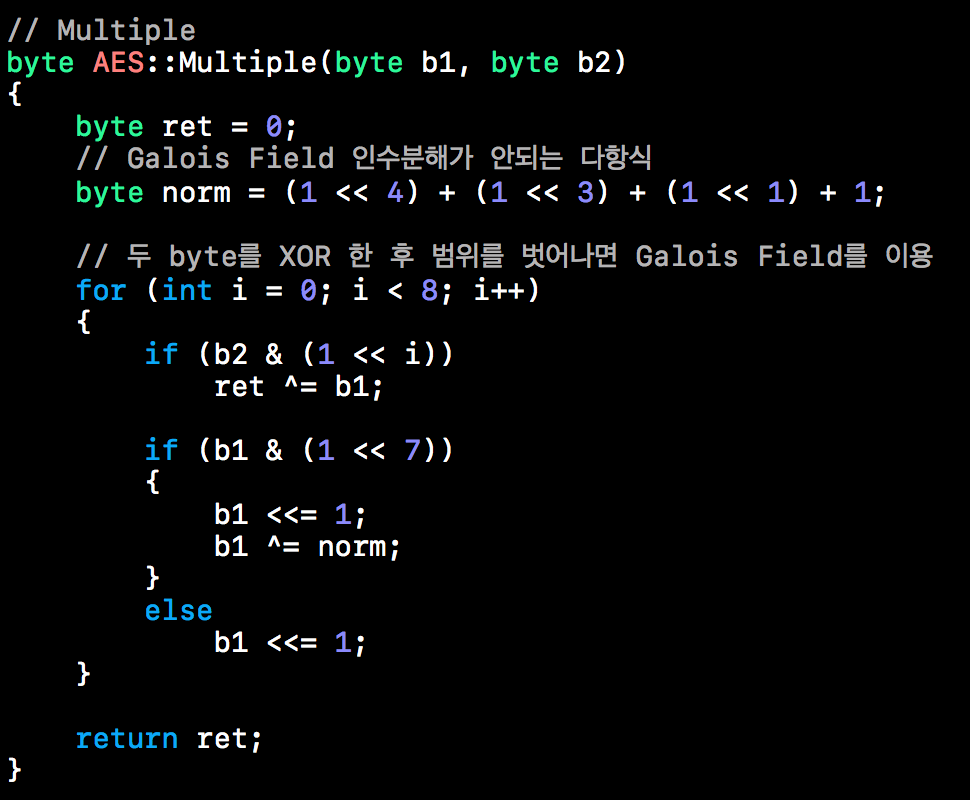 // Multiple
byte AES::Multiple(byte b1, byte b2)
{
    byte ret = 0;
    // Galois Field 인수분해가 안되는 다항식
    byte norm = (1 << 4) + (1 << 3) + (1 << 1) + 1;

    // 두 byte를 XOR 한 후 범위를 벗어나면 Galois Field를 이용
    for (int i = 0; i < 8; i++)
    {
        if (b2 & (1 << i))
            ret ^= b1;

        if (b1 & (1 << 7))
        {
            b1 <<= 1;
            b1 ^= norm;
        }
        else
            b1 <<= 1;
    }

    return ret;
}